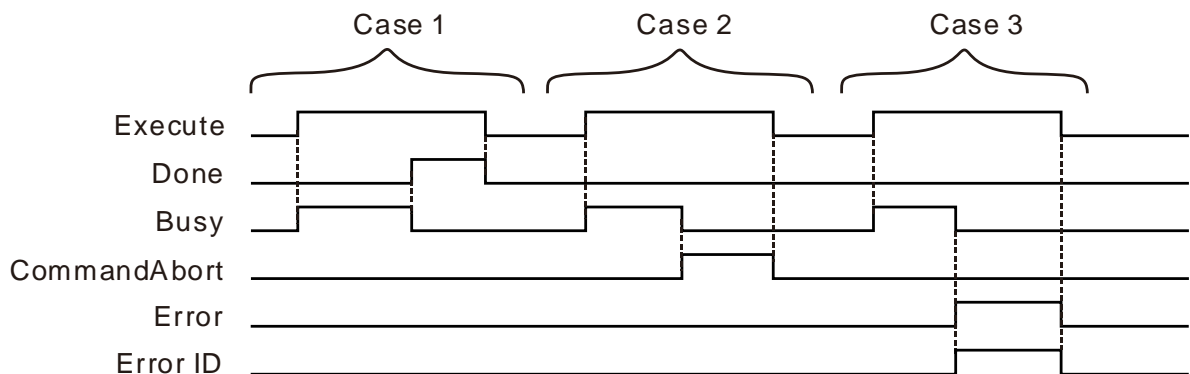 Case 1 Case 2 Case 3
Execute
Done
Busy
CommandAbort
Error
Error ID